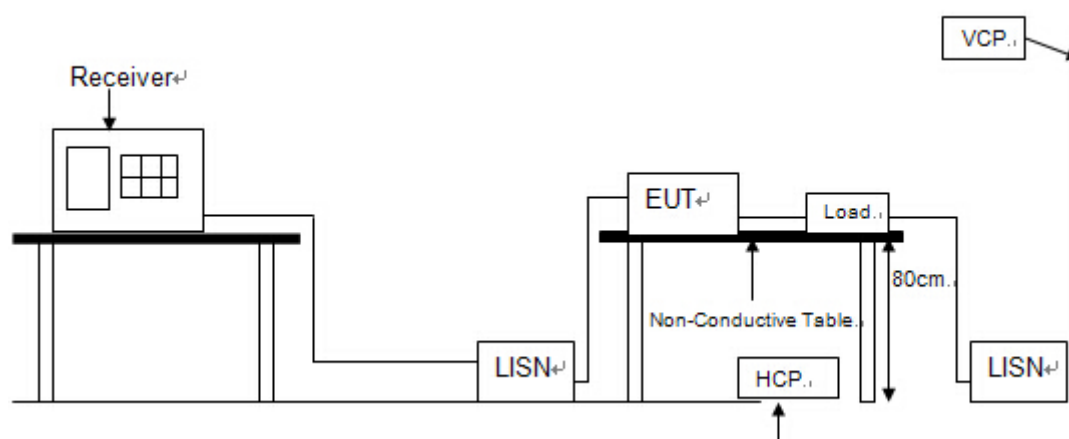 VCP.
Receiver↵
EUT↵
Load.
80cm.
Non-Conductive Table.
LISN↵
HCP.
LISN↵